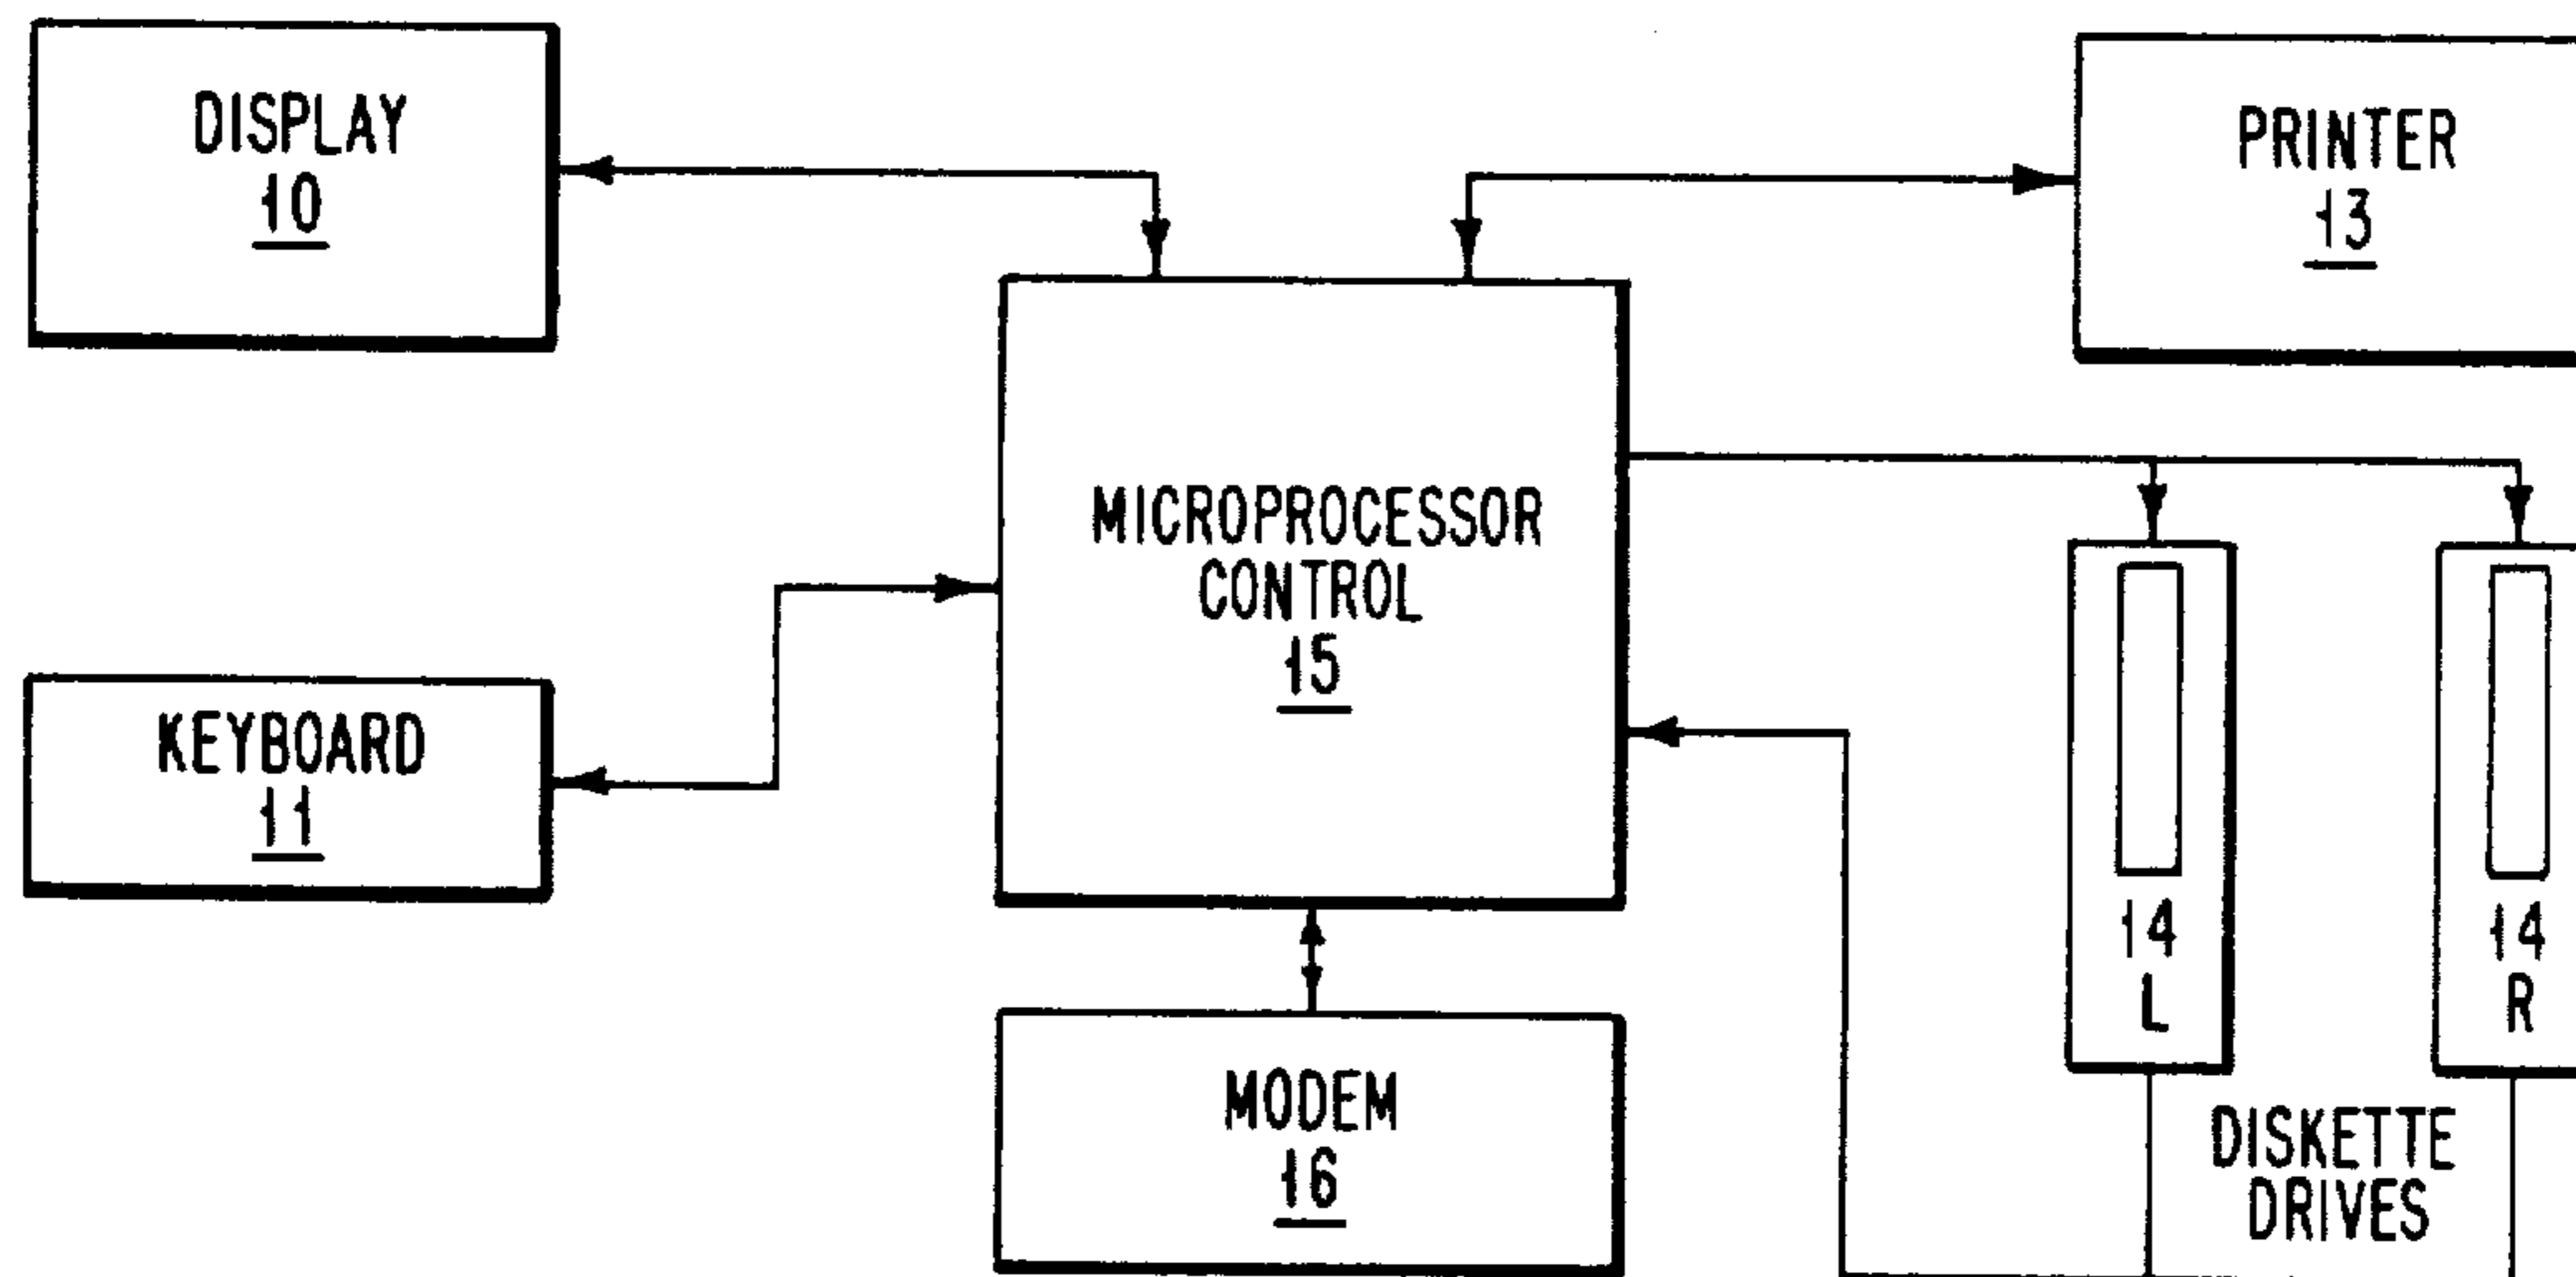 DISPLAY
10
PRINTER
13
MICROPROCESSOR
CONTROL
15
KEYBOARD
11
14
L
14
R
MODEM
16
DISKETTE
DRIVES